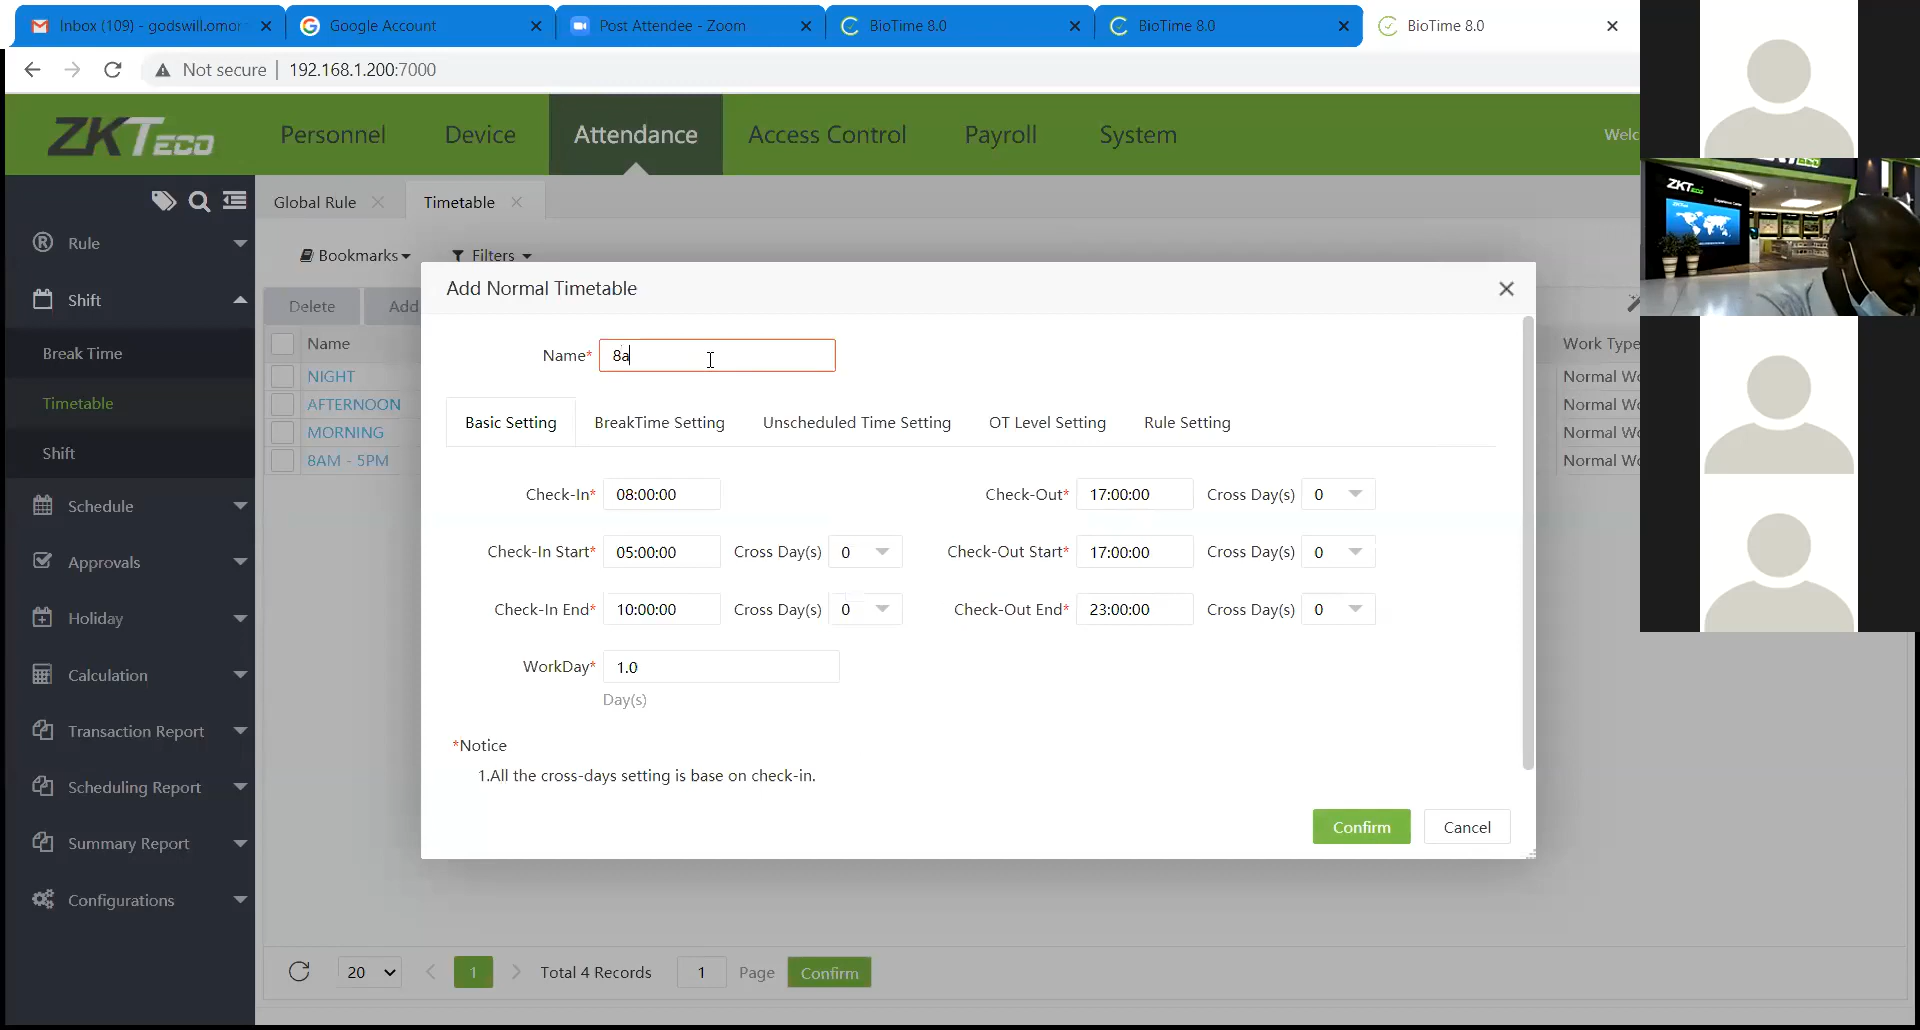 Inbox (109) - godswill.omor
Google Account
Post Attendee - Zoom
BioTime 8.0
BioTime 8.0
BioTime 8.0
Not secure
192.168.1.200:7000
ZKTECO
Personnel
Device
Attendance
Access Control
Payroll
System
Welc
Global Rule
Timetable
Rule
Shift
Break Time
Timetable
Shift
Schedule
Approvals
Holiday
Calculation
Transaction Report
Scheduling Report
Summary Report
Configurations
Bookmarks
Filters
Delete
Add
Name
Work Type
NIGHT
Normal Wo
AFTERNOON
Normal Wo
MORNING
Normal Wo
8AM - 5PM
Normal Wo
Add Normal Timetable
Name* 8a
Basic Setting
BreakTime Setting
Unscheduled Time Setting
OT Level Setting
Rule Setting
Check-In* 08:00:00
Check-Out* 17:00:00 Cross Day(s) 0
Check-In Start* 05:00:00 Cross Day(s) 0
Check-Out Start* 17:00:00 Cross Day(s) 0
Check-In End* 10:00:00 Cross Day(s) 0
Check-Out End* 23:00:00 Cross Day(s) 0
WorkDay* 1.0
Day(s)
*Notice
1.All the cross-days setting is base on check-in.
Confirm
Cancel
20
1
Total 4 Records
1
Page
Confirm
ZKTeco